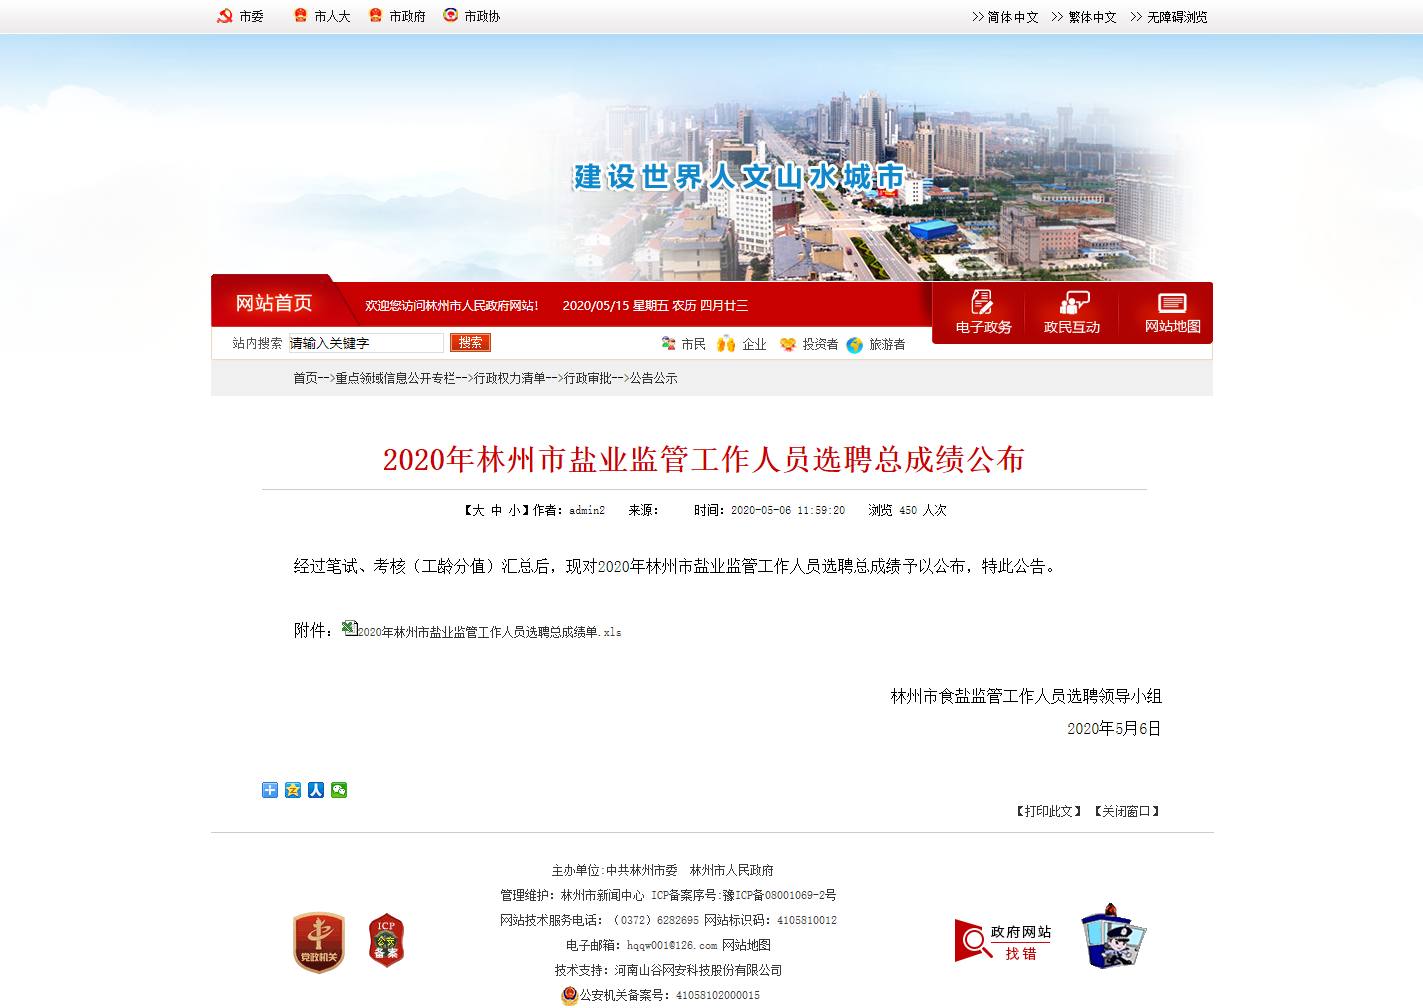 市委 市人大 市政府 市政协 >> 简体中文 >> 繁体中文 >> 无障碍浏览
建设世界人文山水城市
网站首页 欢迎您访问林州市人民政府网站! 2020/05/15 星期五 农历 四月廿三 电子政务 政民互动 网站地图
站内搜索 请输入关键字 搜索 市民 企业 投资者 旅游者
首页-->重点领域信息公开专栏-->行政权力清单-->行政审批-->公告公示
2020年林州市盐业监管工作人员选聘总成绩公布
【大 中 小】作者：admin2 来源： 时间：2020-05-06 11:59:20 浏览 450 人次
经过笔试、考核（工龄分值）汇总后，现对2020年林州市盐业监管工作人员选聘总成绩予以公布，特此公告。
附件：2020年林州市盐业监管工作人员选聘总成绩单.xls
林州市食盐监管工作人员选聘领导小组
2020年5月6日
【打印此文】 【关闭窗口】
主办单位:中共林州市委 林州市人民政府
管理维护：林州市新闻中心 ICP备案序号:豫ICP备08001069-2号
网站技术服务电话：（0372）6282695 网站标识码：4105810012
电子邮箱：hqqw001@126.com 网站地图
技术支持：河南山谷网安科技股份有限公司
公安机关备案号：41058102000015
党政机关
ICP
公安
备案
政府网站
找错